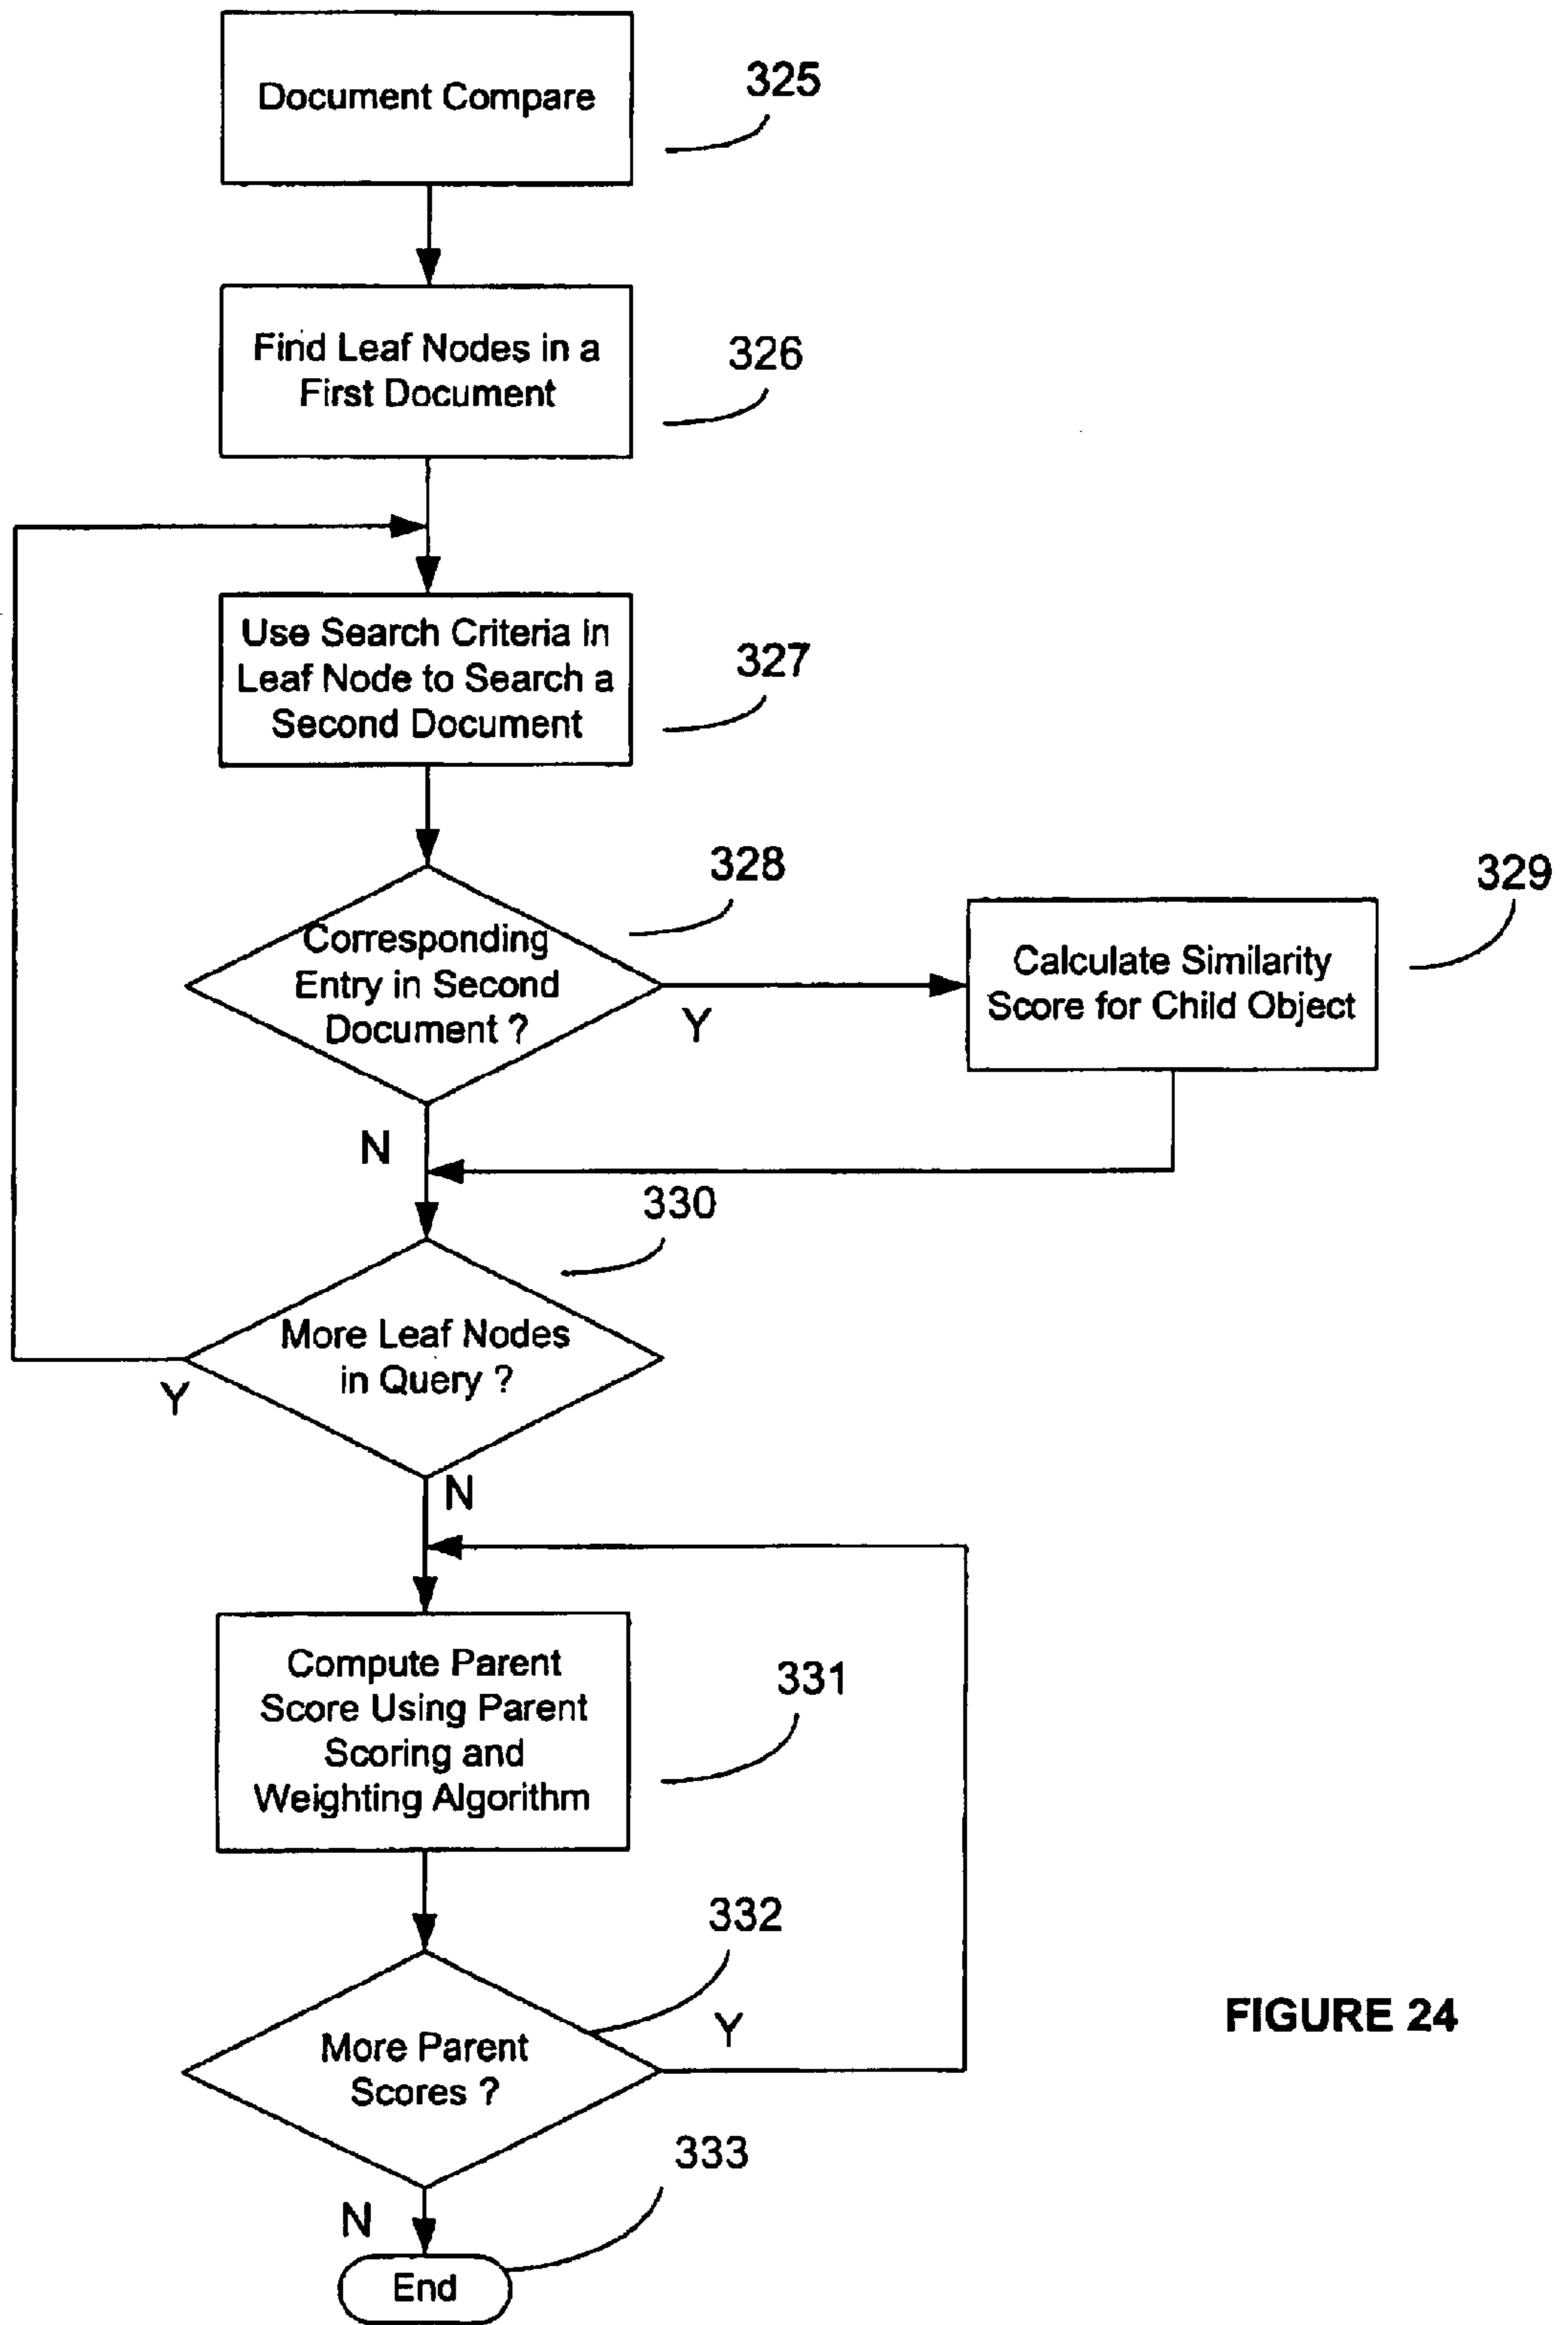 Document Compare
325
Find Leaf Nodes in a
First Document
326
Use Search Criteria in
Leaf Node to Search a
Second Document
327
Corresponding
Entry in Second
Document ?
328
Y
Calculate Similarity
Score for Child Object
329
N
330
More Leaf Nodes
in Query ?
Y
N
Compute Parent
Score Using Parent
Scoring and
Weighting Algorithm
331
332
More Parent
Scores ?
Y
FIGURE 24
333
N
End